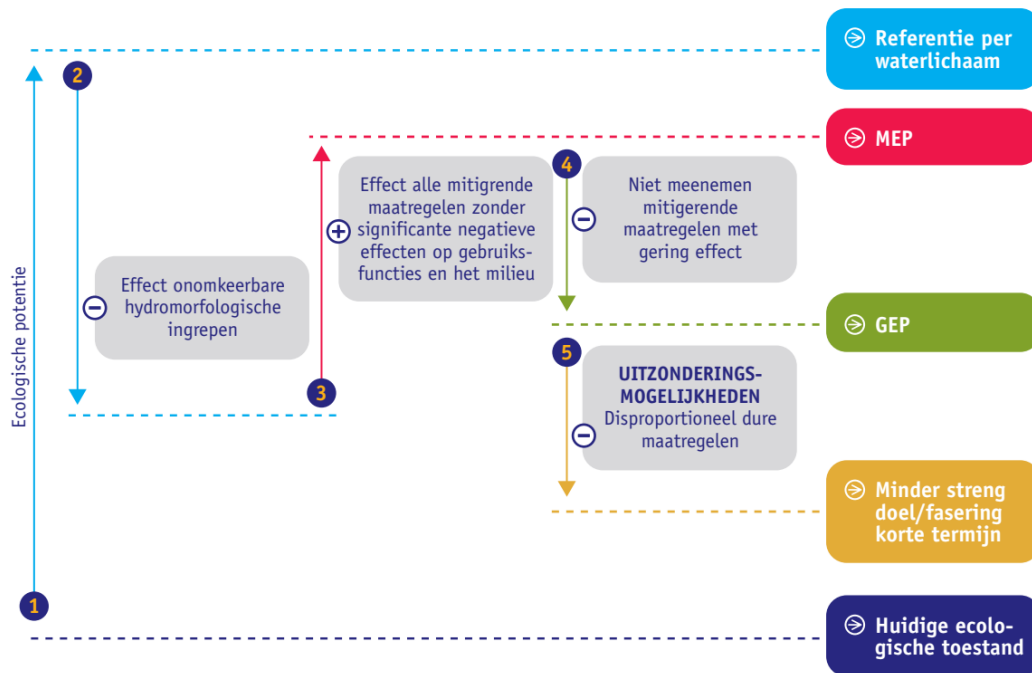 Referentie per
waterlichaam
2
MEP
4
Effect alle mitigrende
maatregelen zonder
significante negatieve
effecten op gebruiks-
functies en het milieu
Niet meenemen
mitigerende
maatregelen met
gering effect
Effect onomkeerbare
hydromorfologische
ingrepen
Ecologische potentie
GEP
3
5
UITZONDERINGS-
MOGELIJKHEDEN
Disproportioneel dure
maatregelen
Minder streng
doel/fasering
korte termijn
1
Huidige ecolo-
gische toestand